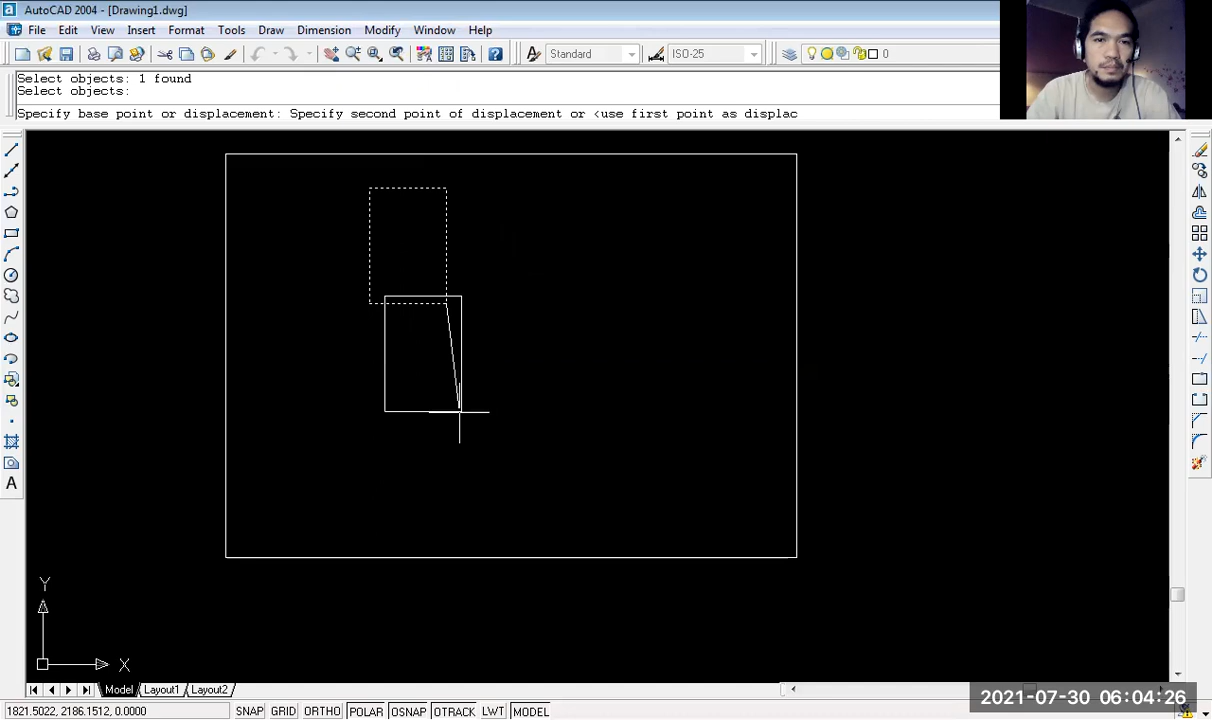 AutoCAD 2004 - [Drawing1.dwg]
File Edit View Insert Format Tools Draw Dimension Modify Window Help
Standard ISO-25 0
Select objects: 1 found
Select objects:
Specify base point or displacement: Specify second point of displacement or <use first point as displac
Y
X
A
Model Layout1 Layout2
1821.5022, 2186.1512, 0.0000 SNAP GRID ORTHO POLAR OSNAP OTRACK LWT MODEL
2021-07-30 06:04:26